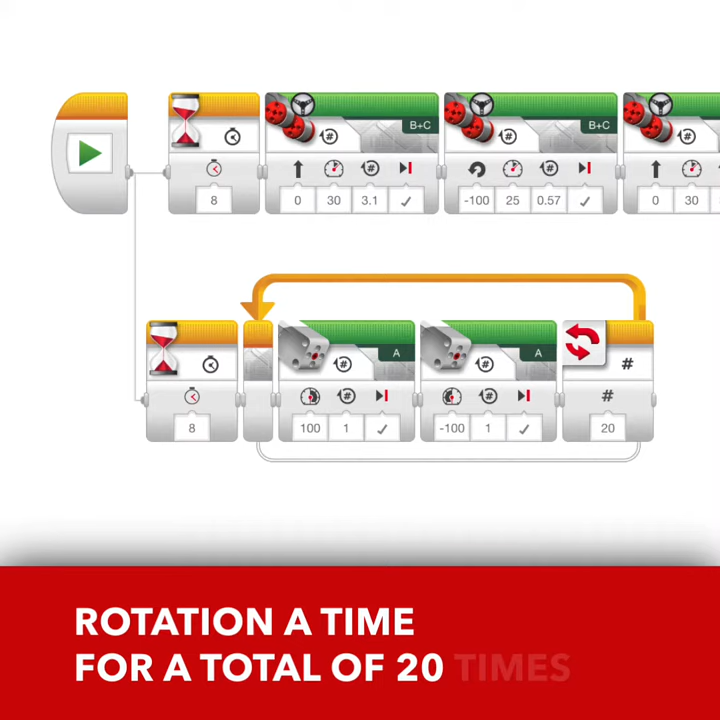 B+C
B+C
8
0 30 3.1
-100 25 0.57
0 30
A
A
#
#
8
100 1
-100 1
20
ROTATION A TIME
FOR A TOTAL OF 20 TIMES